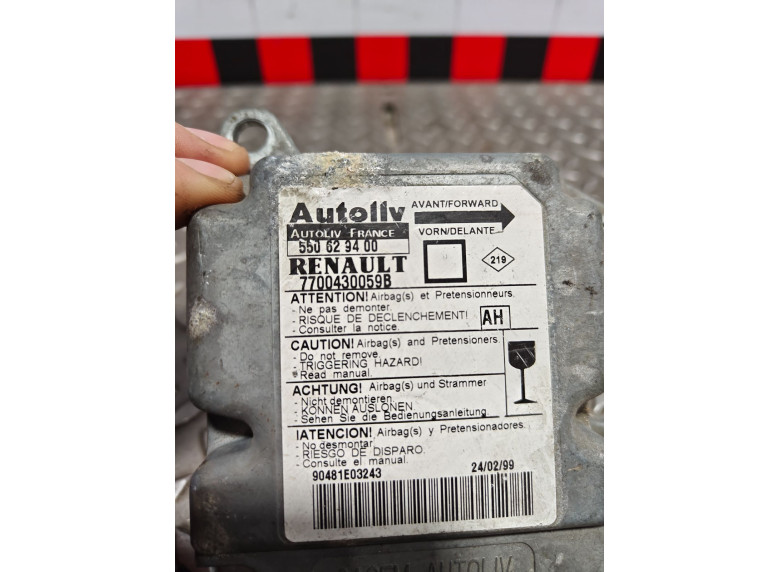 Autoliv
AVANT/FORWARD
AUTOLIV FRANCE
VORN/DELANTE
550 62 94 00
RENAULT
219
7700430059B
ATTENTION! Airbag(s) et Pretensionneurs.
- Ne pas demonter.
- RISQUE DE DECLENCHEMENT!
- Consulter la notice.
AH
CAUTION! Airbag(s) and Pretensioners.
- Do not remove.
- TRIGGERING HAZARD!
- Read manual.
ACHTUNG! Airbag(s) und Strammer
- Nicht demontieren.
- KONNEN AUSLONEN.
- Sehen Sie die Bedienungsanleitung
IATENCION! Airbag(s) y Pretensionadores.
- No desmontar.
- RIESGO DE DISPARO.
- Consulte el manual.
90481E03243
24/02/99
AUTOLIV